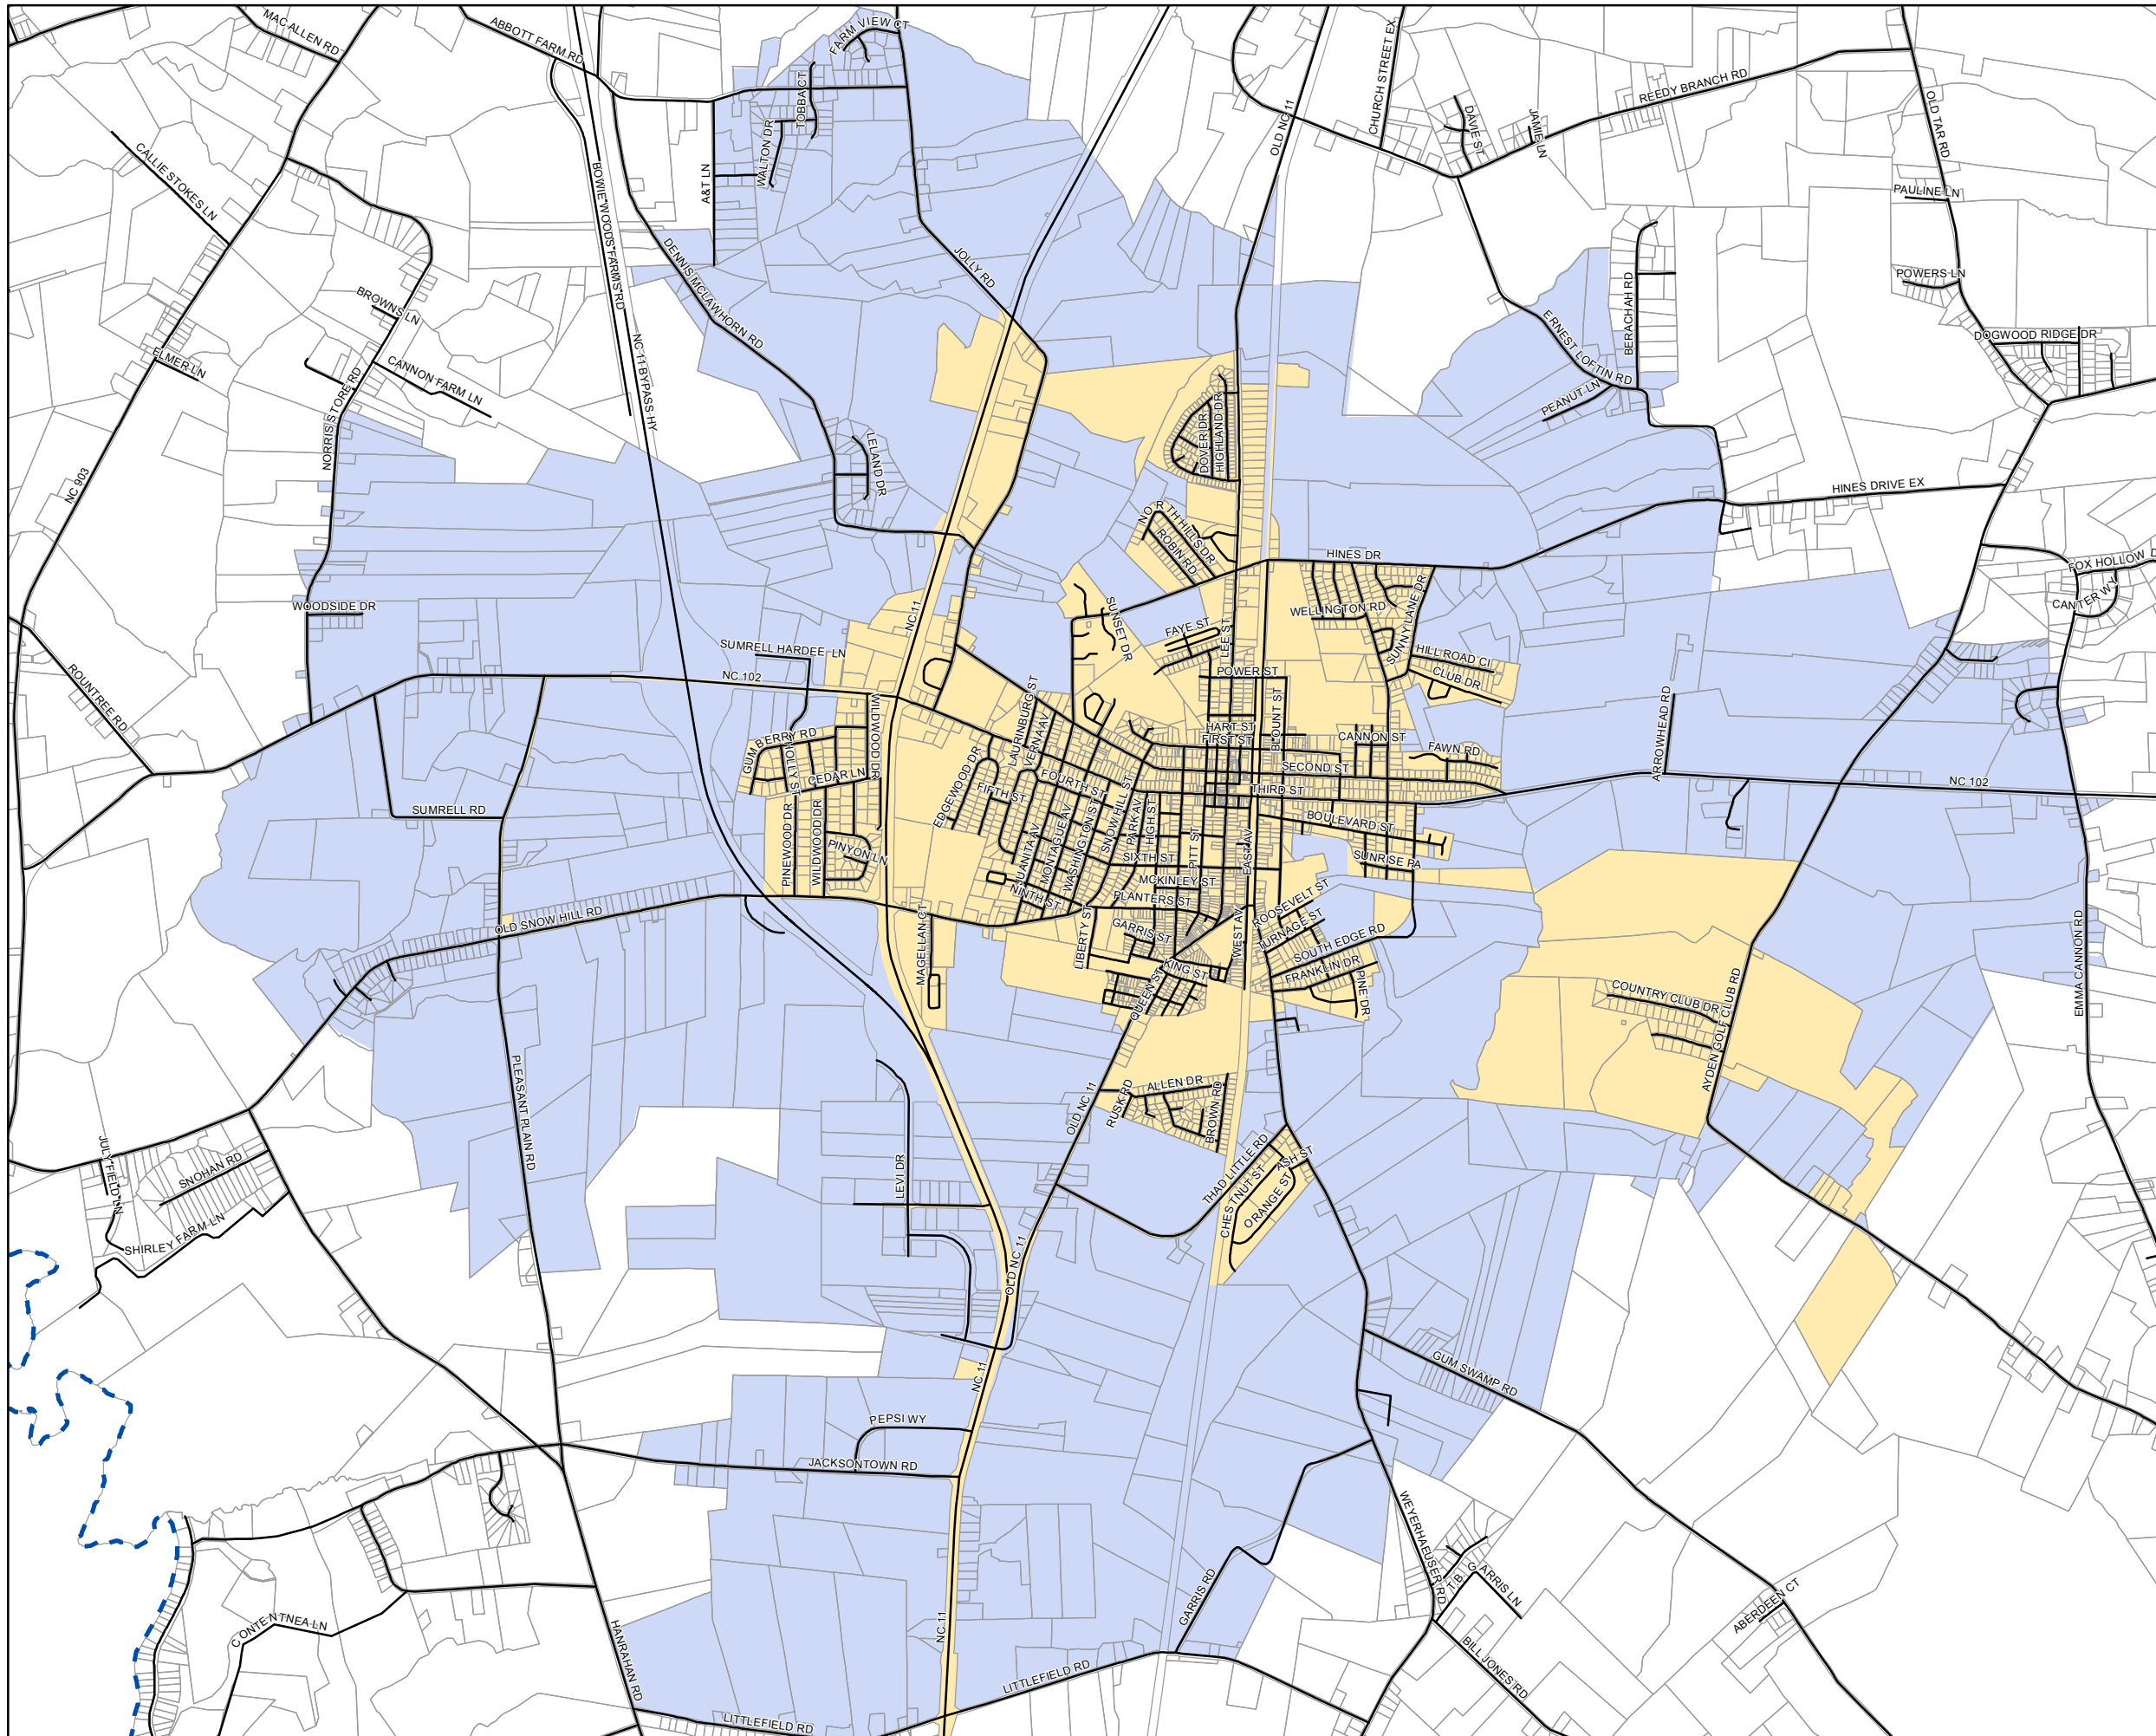 MAC ALLEN RD
ABBOTT FARM RD
FARM VIEW CT
TOBBA CT
WALTON DR
A&T LN
CHURCH STREET EX
OLD NC 11
DAVIE ST
JAMIE LN
REEDY BRANCH RD
OLD TAR RD
PAULINE LN
POWERS LN
DOGWOOD RIDGE DR
CALLIE STOKES LN
BOWIE WOODS FARMS RD
DENNIS MCLAWHORN RD
JOLLY RD
BERACHAH RD
ERNEST LOFTIN RD
PEANUT LN
BROWNS LN
ELMER LN
CANNON FARM LN
NORRIS STORE RD
NC 11 BYPASS HY
NC 903
LELAND DR
DOVER DR
HIGHLAND DR
NORTH HILLS DR
ROBIN RD
HINES DRIVE EX
HINES DR
FOX HOLLOW D
CANTER WY
WOODSIDE DR
NC 11
SUNSET DR
FAYE ST
LEE ST
WELLINGTON RD
SUNNY LANE DR
HILL ROAD CI
CLUB DR
SUMRELL HARDEE LN
NC 102
POWER ST
ROUNTREE RD
WILDWOOD DR
LAURINBURG ST
VERNA AV
BLOUNT ST
HART ST
FIRST ST
CANNON ST
FAWN RD
ARROWHEAD RD
GUM BERRY RD
HOLLY ST
CEDAR LN
EDGEWOOD DR
FOURTH ST
FIFTH ST
SECOND ST
THIRD ST
NC 102
SUMRELL RD
PINEWOOD DR
WILDWOOD DR
PINYON LN
JUANITA AV
MONTAGUE AV
WASHINGTON ST
SNOW HILL ST
PARK AV
HIGH ST
PITT ST
EAST AV
BOULEVARD ST
SUNRISE PA
SIXTH ST
MCKINLEY ST
NINTH ST
PLANTERS ST
ROOSEVELT ST
TURNAGE ST
OLD SNOW HILL RD
MAGELLAN CT
LIBERTY ST
GARRIS ST
WEST AV
SOUTH EDGE RD
FRANKLIN DR
PINE DR
KING ST
QUEEN ST
COUNTRY CLUB DR
AYDEN GOLF CLUB RD
EMMA CANNON RD
PLEASANT PLAIN RD
OLD NC 11
RUSK RD
ALLEN DR
BROWN RD
THAD LITTLE RD
ASH ST
CHESTNUT ST
ORANGE ST
JULY FIELD LN
SNOHAN RD
SHIRLEY FARM LN
LEVI DR
OLD NC 11
NC 11
GUM SWAMP RD
PEPSI WY
JACKSONTOWN RD
WEYERHAEUSER RD
T.B. GARRIS LN
GARRIS RD
ABERDEEN CT
CONTENTNEA LN
HANRAHAN RD
NC 11
BILL JONES RD
LITTLEFIELD RD
LITTLEFIELD RD